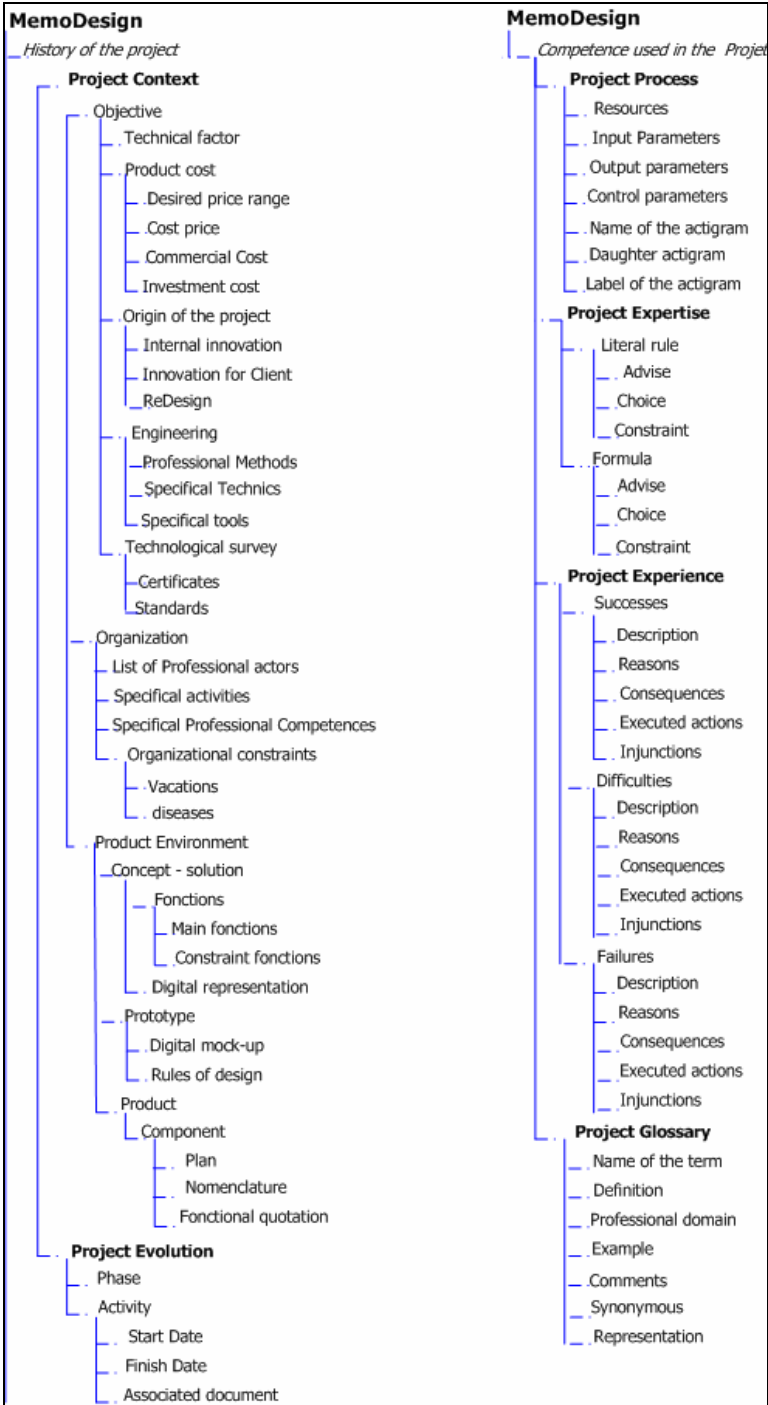 MemoDesign
History of the project
Project Context
Objective
Technical factor
Product cost
Desired price range
Cost price
Commercial Cost
Investment cost
Origin of the project
Internal innovation
Innovation for Client
ReDesign
Engineering
Professional Methods
Specifical Technics
Specifical tools
Technological survey
Certificates
Standards
Organization
List of Professional actors
Specifical activities
Specifical Professional Competences
Organizational constraints
Vacations
diseases
Product Environment
Concept - solution
Fonctions
Main fonctions
Constraint fonctions
Digital representation
Prototype
Digital mock-up
Rules of design
Product
Component
Plan
Nomenclature
Fonctional quotation
Project Evolution
Phase
Activity
Start Date
Finish Date
Associated document
MemoDesign
Competence used in the Projet
Project Process
Resources
Input Parameters
Output parameters
Control parameters
Name of the actigram
Daughter actigram
Label of the actigram
Project Expertise
Literal rule
Advise
Choice
Constraint
Formula
Advise
Choice
Constraint
Project Experience
Successes
Description
Reasons
Consequences
Executed actions
Injunctions
Difficulties
Description
Reasons
Consequences
Executed actions
Injunctions
Failures
Description
Reasons
Consequences
Executed actions
Injunctions
Project Glossary
Name of the term
Definition
Professional domain
Example
Comments
Synonymous
Representation